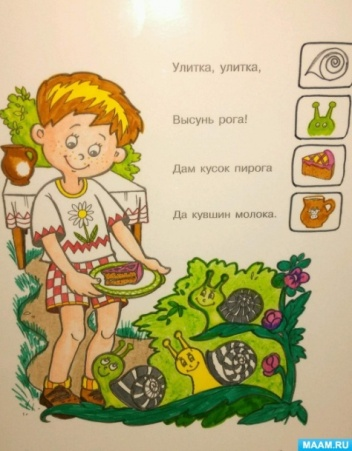 Улитка, улитка,
Высунь рога!
Дам кусок пирога
Да кувшин молока.
MAAM.RU